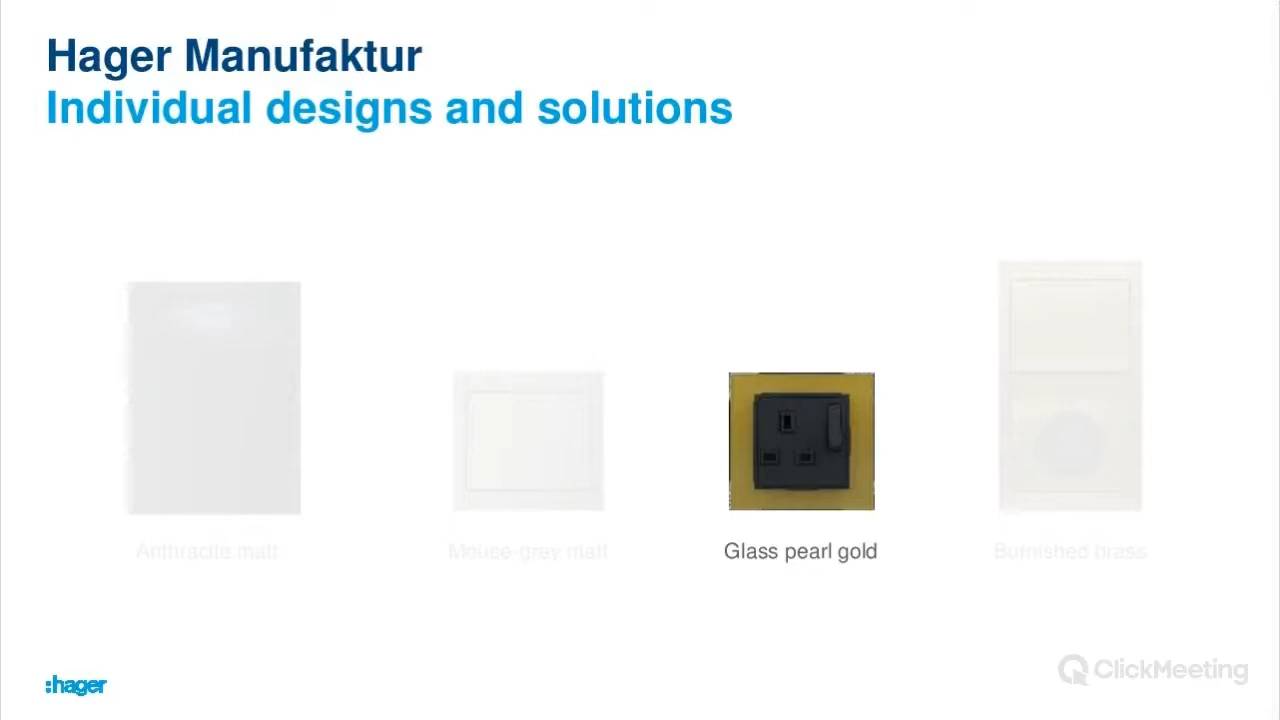 Hager Manufaktur
Individual designs and solutions
Anthracite matt
Mouse-grey matt
Glass pearl gold
Burnished brass
:hager
ClickMeeting